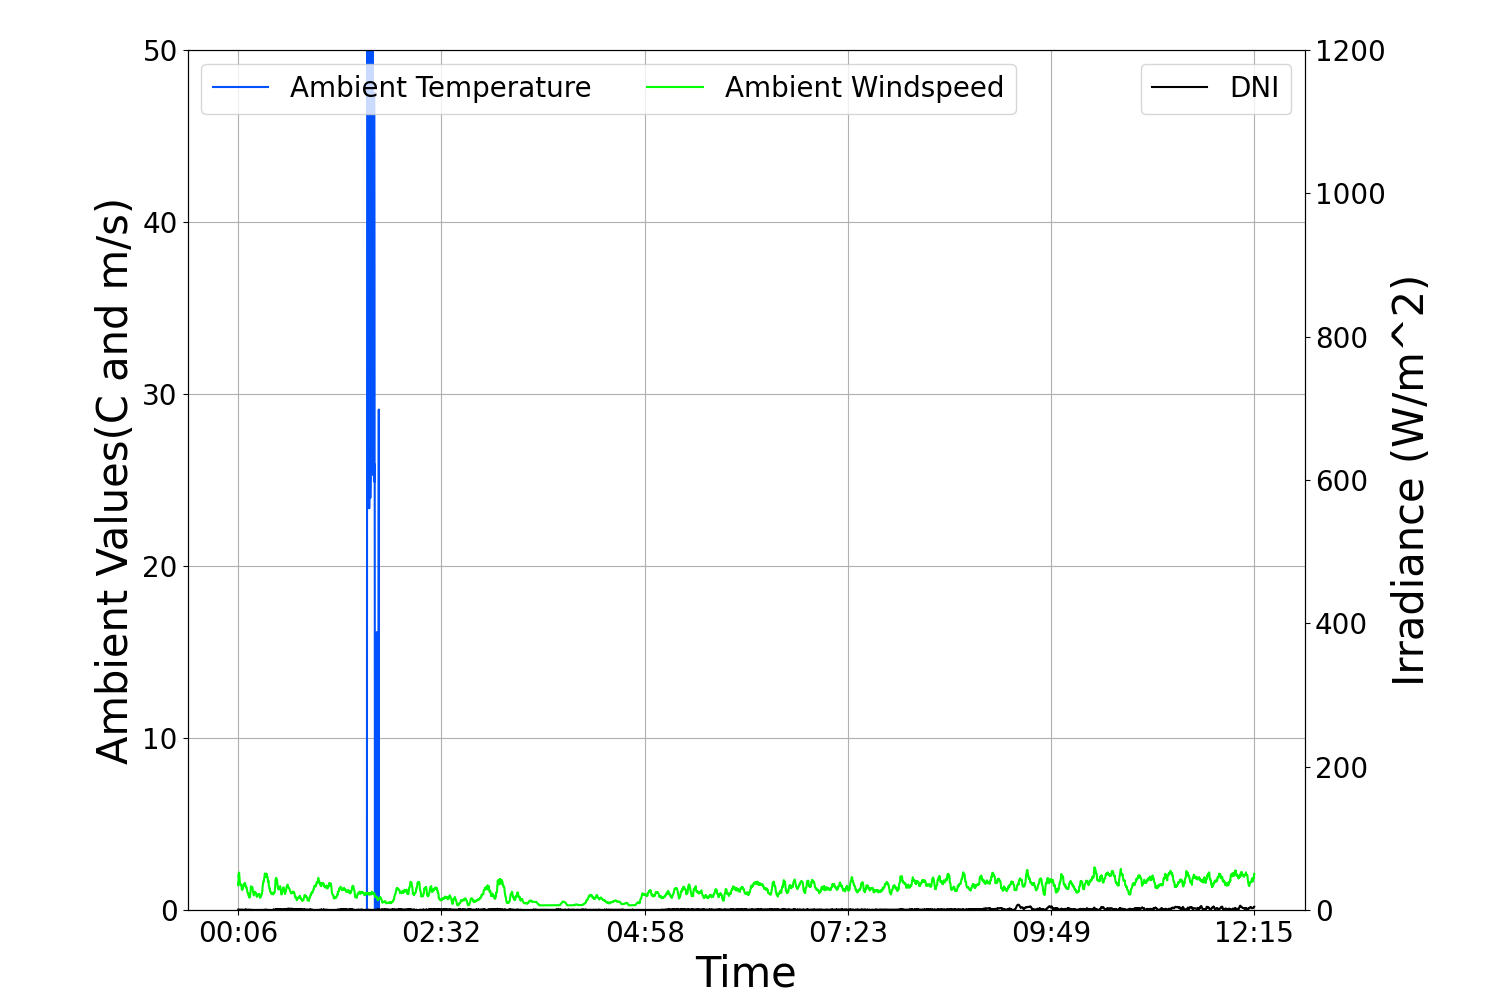 Ambient Temperature
Ambient Windspeed
DNI
50
40
30
20
10
0
Ambient Values(C and m/s)
1200
1000
800
600
400
200
0
Irradiance (W/m^2)
00:06 02:32 04:58 07:23 09:49 12:15
Time